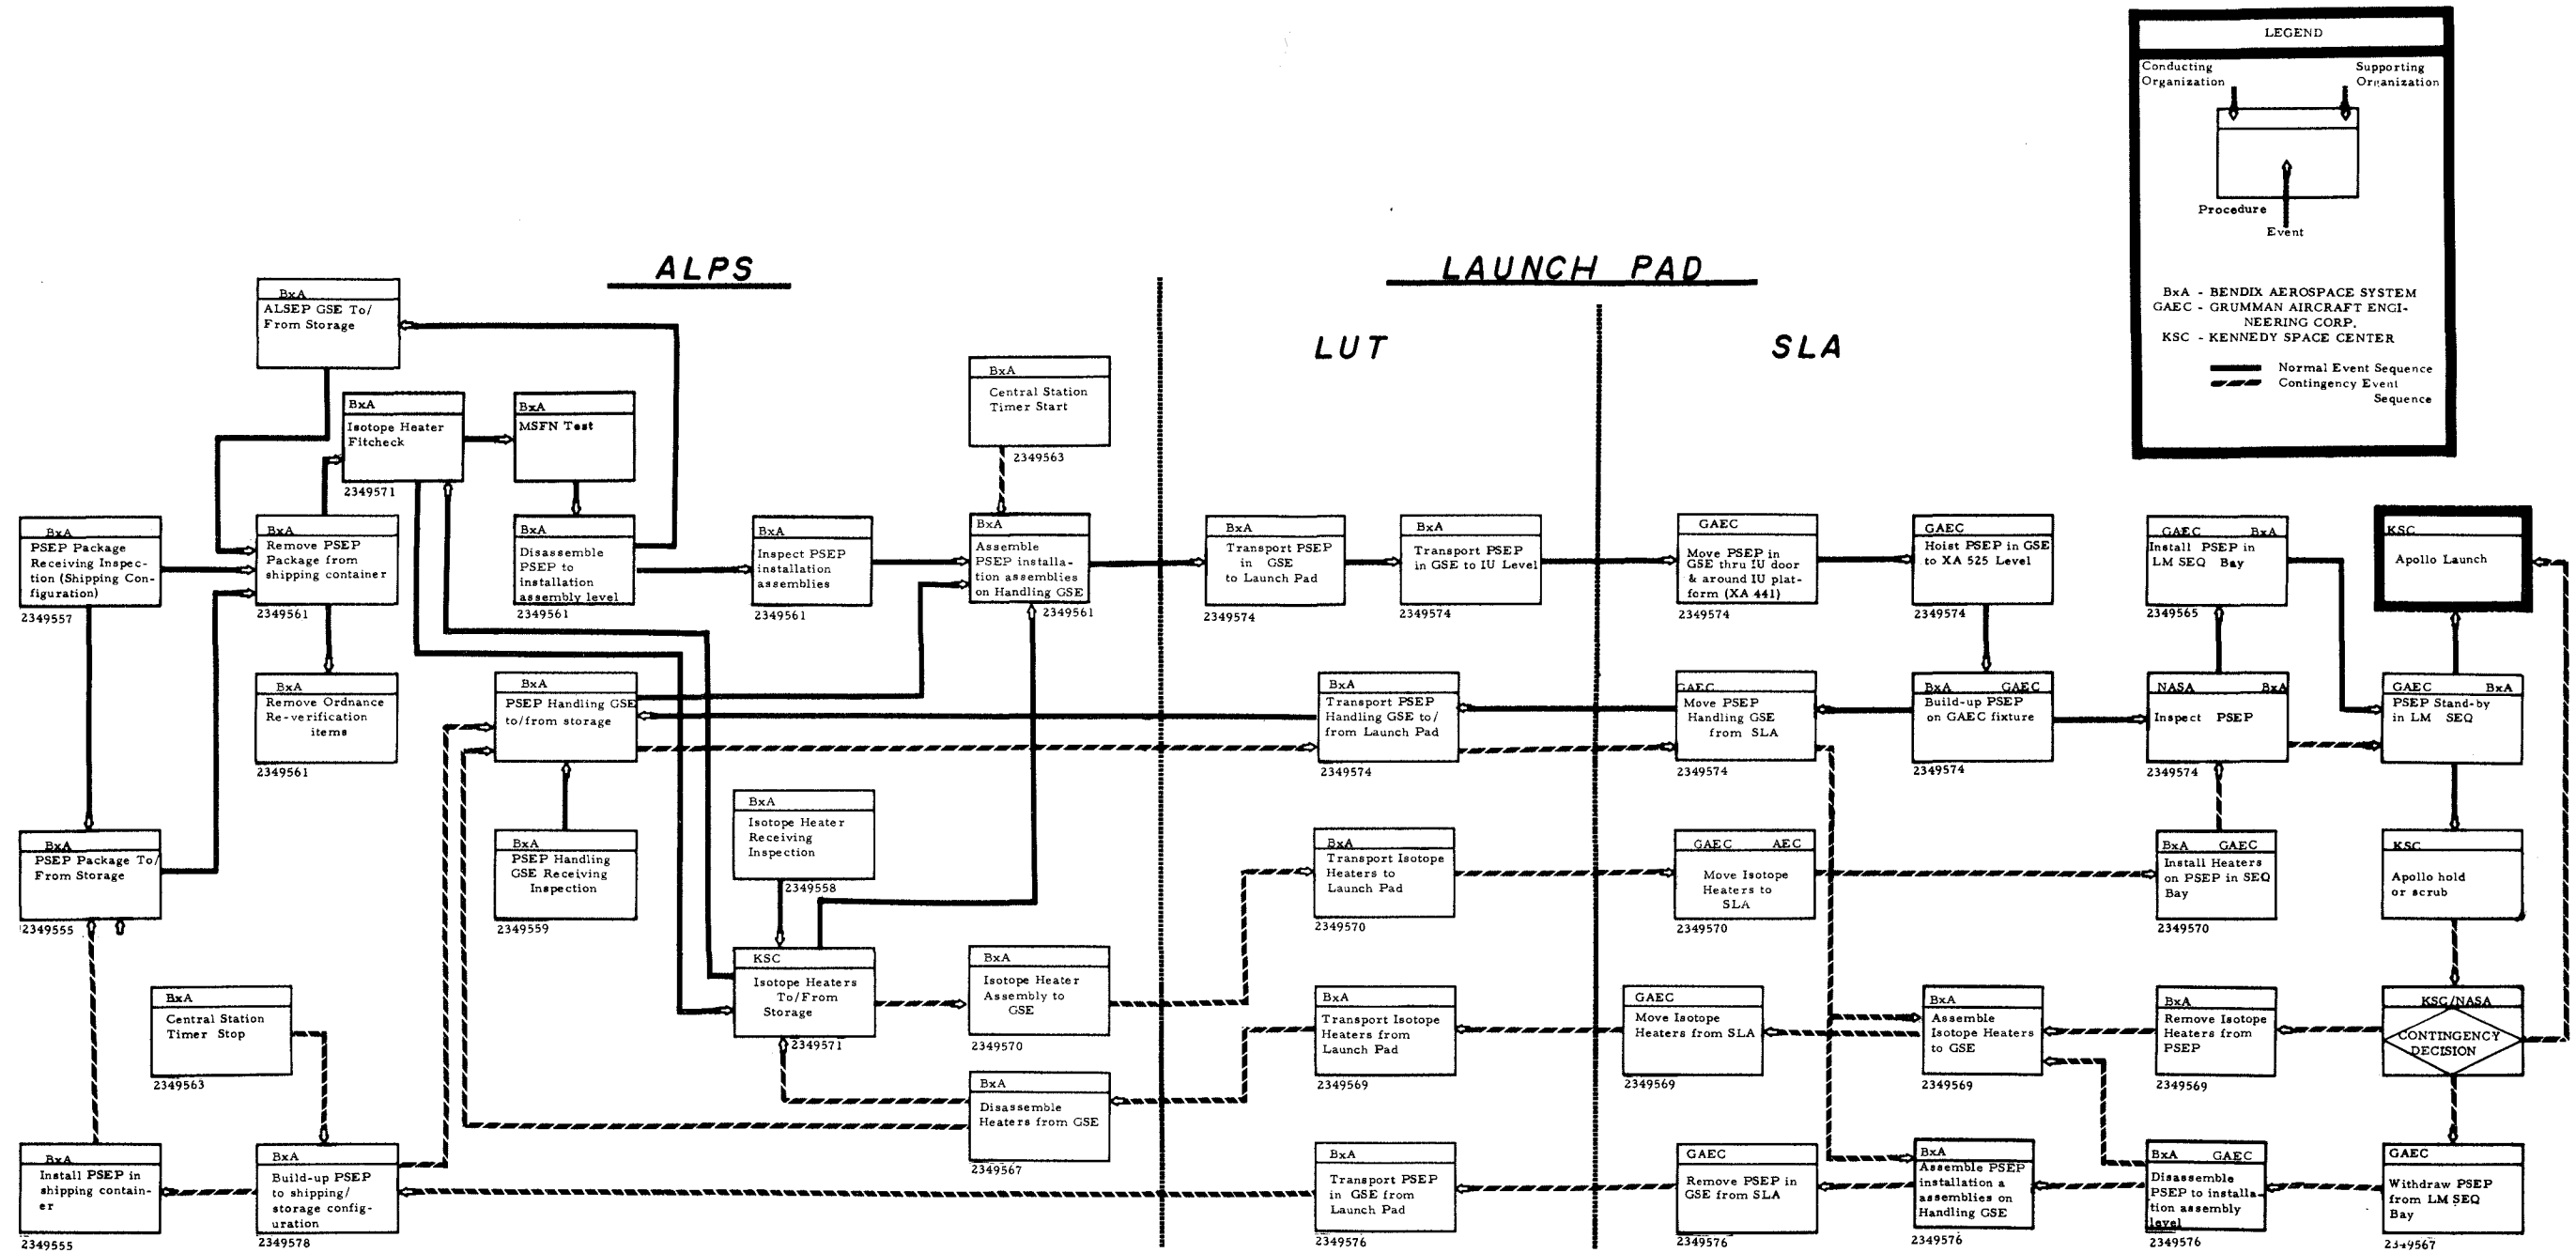 LEGEND
Conducting
Organization
Supporting
Organization
Procedure
Event
BxA - BENDIX AEROSPACE SYSTEM
GAEC - GRUMMAN AIRCRAFT ENGI-
NEERING CORP.
KSC - KENNEDY SPACE CENTER
Normal Event Sequence
Contingency Event
Sequence
ALPS
LAUNCH PAD
LUT
SLA
BxA
ALSEP GSE To/
From Storage
BxA
Isotope Heater
Fitcheck
2349571
BxA
MSFN Test
BxA
Central Station
Timer Start
2349563
BxA
PSEP Package
Receiving Inspec-
tion (Shipping Con-
figuration)
2349557
BxA
Remove PSEP
Package from
shipping container
2349561
BxA
Disassemble
PSEP to
installation
assembly level
2349561
BxA
Inspect PSEP
installation
assemblies
2349561
BxA
Assemble
PSEP installa-
tion assemblies
on Handling GSE
2349561
BxA
Transport PSEP
in GSE
to Launch Pad
2349574
BxA
Transport PSEP
in GSE to IU Level
2349574
GAEC
Move PSEP in
GSE thru IU door
& around IU plat-
form (XA 441)
2349574
GAEC
Hoist PSEP in GSE
to XA 525 Level
2349574
GAEC BxA
Install PSEP in
LM SEQ Bay
2349565
KSC
Apollo Launch
BxA
Remove Ordnance
Re-verification
items
2349561
BxA
PSEP Handling GSE
to/from storage
BxA
Transport PSEP
Handling GSE to/
from Launch Pad
2349574
GAEC
Move PSEP
Handling GSE
from SLA
2349574
BxA GAEC
Build-up PSEP
on GAEC fixture
2349574
NASA BxA
Inspect PSEP
2349574
GAEC BxA
PSEP Stand-by
in LM SEQ
BxA
PSEP Package To/
From Storage
2349555
BxA
PSEP Handling
GSE Receiving
Inspection
2349559
BxA
Isotope Heater
Receiving
Inspection
2349558
BxA
Transport Isotope
Heaters to
Launch Pad
2349570
GAEC AEC
Move Isotope
Heaters to
SLA
2349570
BxA GAEC
Install Heaters
on PSEP in SEQ
Bay
2349570
KSC
Apollo hold
or scrub
KSC
Isotope Heaters
To/From
Storage
2349571
BxA
Isotope Heater
Assembly to
GSE
2349570
BxA
Central Station
Timer Stop
2349563
BxA
Transport Isotope
Heaters from
Launch Pad
2349569
GAEC
Move Isotope
Heaters from SLA
2349569
BxA
Assemble
Isotope Heaters
to GSE
2349569
BxA
Remove Isotope
Heaters from
PSEP
2349569
KSC/NASA
CONTINGENCY
DECISION
BxA
Disassemble
Heaters from GSE
2349567
BxA
Install PSEP in
shipping contain-
er
2349555
BxA
Build-up PSEP
to shipping/
storage config-
uration
2349578
BxA
Transport PSEP
in GSE from
Launch Pad
2349576
GAEC
Remove PSEP in
GSE from SLA
2349576
BxA
Assemble PSEP
installation a
assemblies on
Handling GSE
2349576
BxA GAEC
Disassemble
PSEP to installa-
tion assembly
level
2349576
GAEC
Withdraw PSEP
from LM SEQ
Bay
2349567